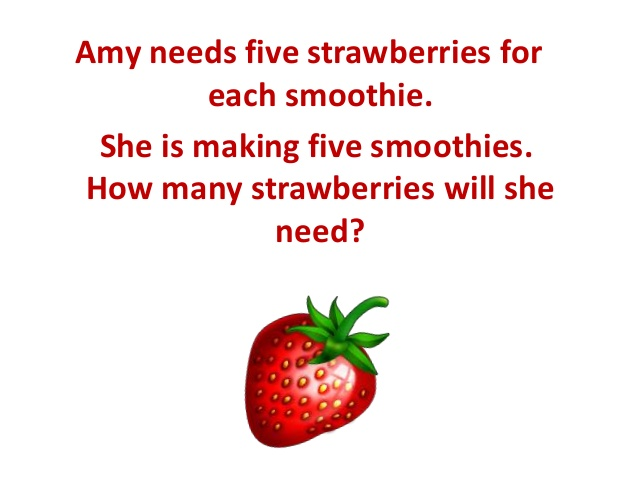 Amy needs five strawberries for
each smoothie.
She is making five smoothies.
How many strawberries will she
need?